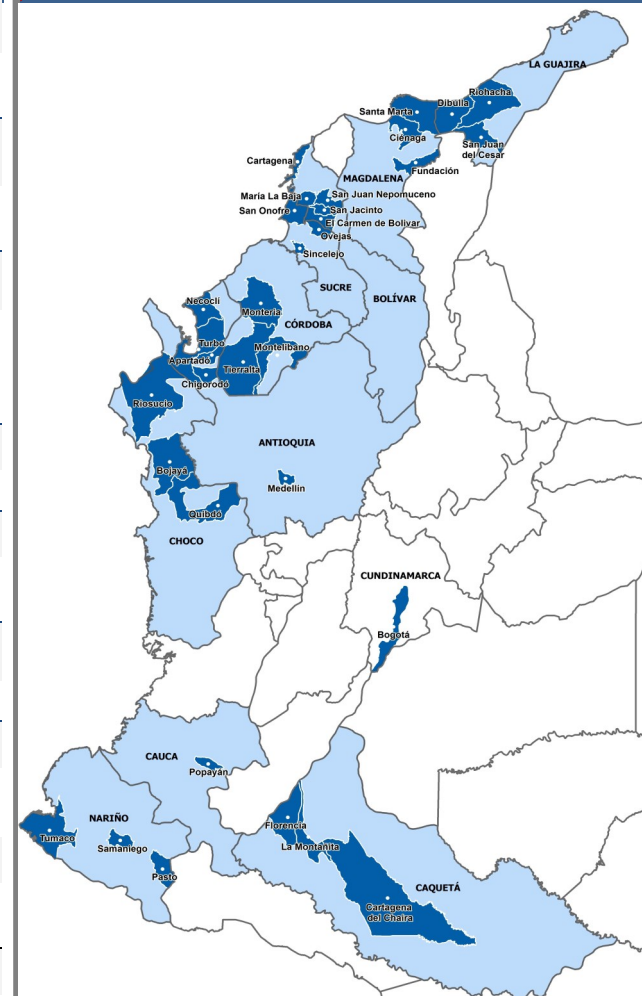 LA GUAJIRA
Riohacha
Dibulla
Santa Marta
Ciénaga
San Juan
del Cesar
Cartagena
Fundación
MAGDALENA
María La Baja
San Juan Nepomuceno
San Onofre
San Jacinto
El Carmen de Bolívar
Ovejas
Sincelejo
SUCRE
BOLÍVAR
Necoclí
Montería
CÓRDOBA
Turbo
Montelíbano
Apartadó
Tierralta
Chigorodó
Riosucio
ANTIOQUIA
Bojayá
Medellín
Quibdó
CHOCO
CUNDINAMARCA
Bogotá
CAUCA
Popayán
NARIÑO
Florencia
Tumaco
Samaniego
La Montañita
Pasto
CAQUETÁ
Cartagena
del Chaira